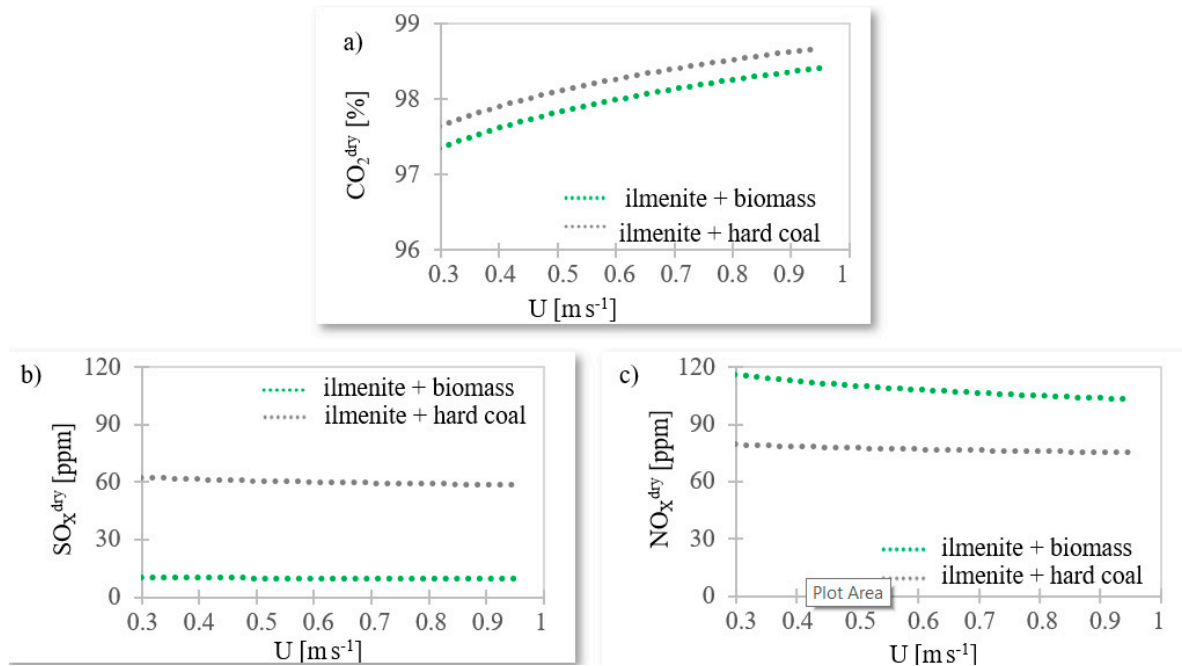 a)
CO₂ᵈʳʸ [%]
99
98
97
96
ilmenite + biomass
ilmenite + hard coal
0.3 0.4 0.5 0.6 0.7 0.8 0.9 1
U [m s⁻¹]
b)
SOₓᵈʳʸ [ppm]
120
90
60
30
0
ilmenite + biomass
ilmenite + hard coal
0.3 0.4 0.5 0.6 0.7 0.8 0.9 1
U [m s⁻¹]
c)
NOₓᵈʳʸ [ppm]
120
90
60
30
0
ilmenite + biomass
ilmenite + hard coal
Plot Area
0.3 0.4 0.5 0.6 0.7 0.8 0.9 1
U [m s⁻¹]